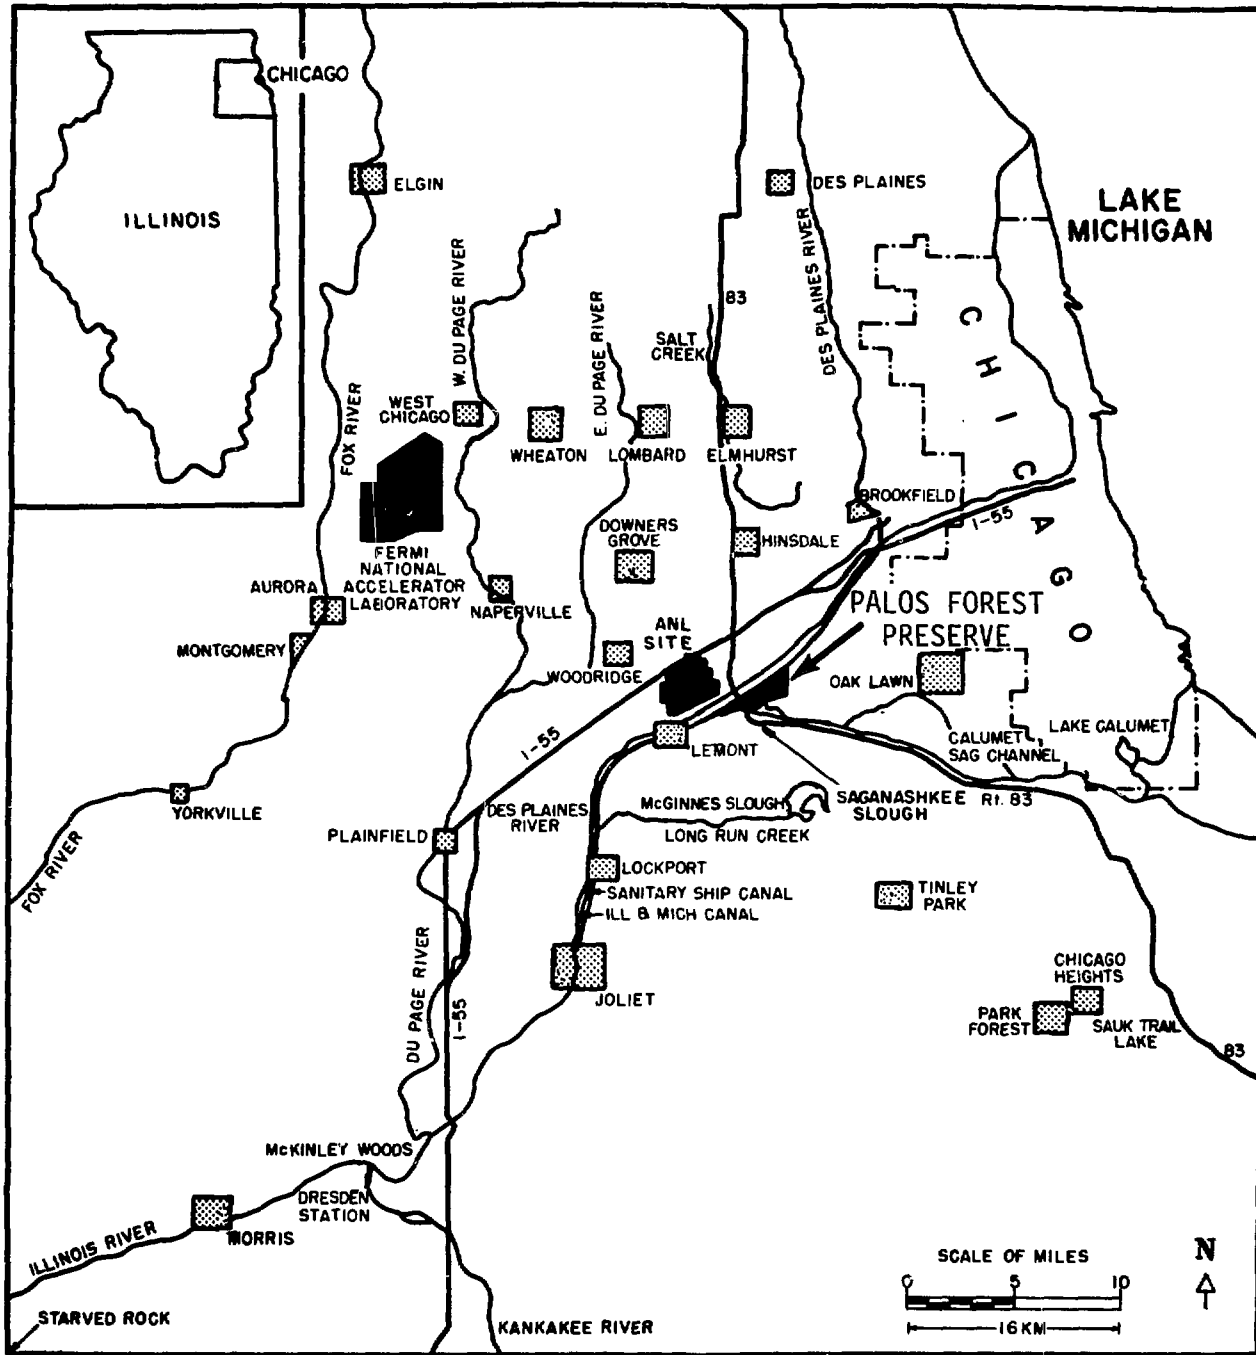 CHICAGO
ILLINOIS
ELGIN
DES PLAINES
LAKE
MICHIGAN
W. DU PAGE RIVER
E. DU PAGE RIVER
83
DES PLAINES RIVER
SALT
CREEK
CHICAGO
FOX RIVER
WEST
CHICAGO
WHEATON
LOMBARD
ELMHURST
BROOKFIELD
I-55
DOWNERS
GROVE
HINSDALE
FERMI
NATIONAL
ACCELERATOR
LABORATORY
AURORA
NAPERVILLE
PALOS FOREST
PRESERVE
ANL
SITE
MONTGOMERY
WOODRIDGE
OAK LAWN
LEMONT
I-55
CALUMET
SAG CHANNEL
LAKE CALUMET
YORKVILLE
DES PLAINES
RIVER
McGINNES SLOUGH
SAGANASHKEE
SLOUGH
Rt. 83
PLAINFIELD
LONG RUN CREEK
FOX RIVER
LOCKPORT
SANITARY SHIP CANAL
ILL & MICH CANAL
TINLEY
PARK
DU PAGE RIVER
I-55
JOLIET
CHICAGO
HEIGHTS
PARK
FOREST
SAUK TRAIL
LAKE
83
McKINLEY WOODS
DRESDEN
STATION
MORRIS
ILLINOIS RIVER
STARVED ROCK
KANKAKEE RIVER
SCALE OF MILES
0 5 10
16 KM
N